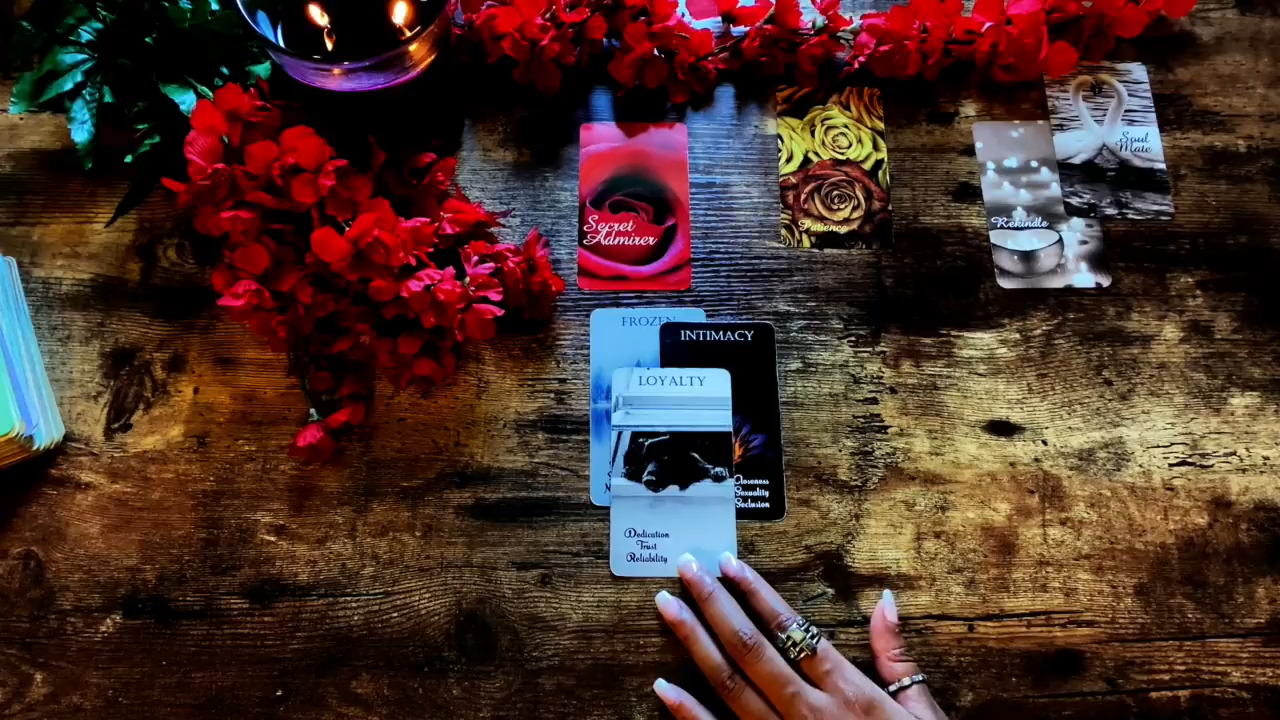 Secret
Admirer
Patience
Rekindle
Soul
Mate
FROZEN
INTIMACY
Closeness
Sexuality
Seclusion
LOYALTY
Dedication
Trust
Reliability